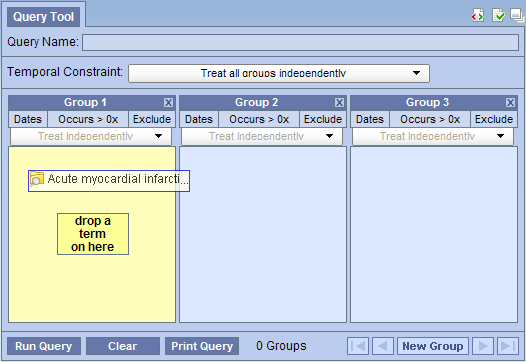 Query Tool
Query Name:
Temporal Constraint: Treat all groups independently
Group 1 Group 2 Group 3
Dates Occurs > 0x Exclude Dates Occurs > 0x Exclude Dates Occurs > 0x Exclude
Treat Independently Treat Independently Treat Independently
Acute myocardial infarcti...
drop a
term
on here
Run Query Clear Print Query 0 Groups New Group